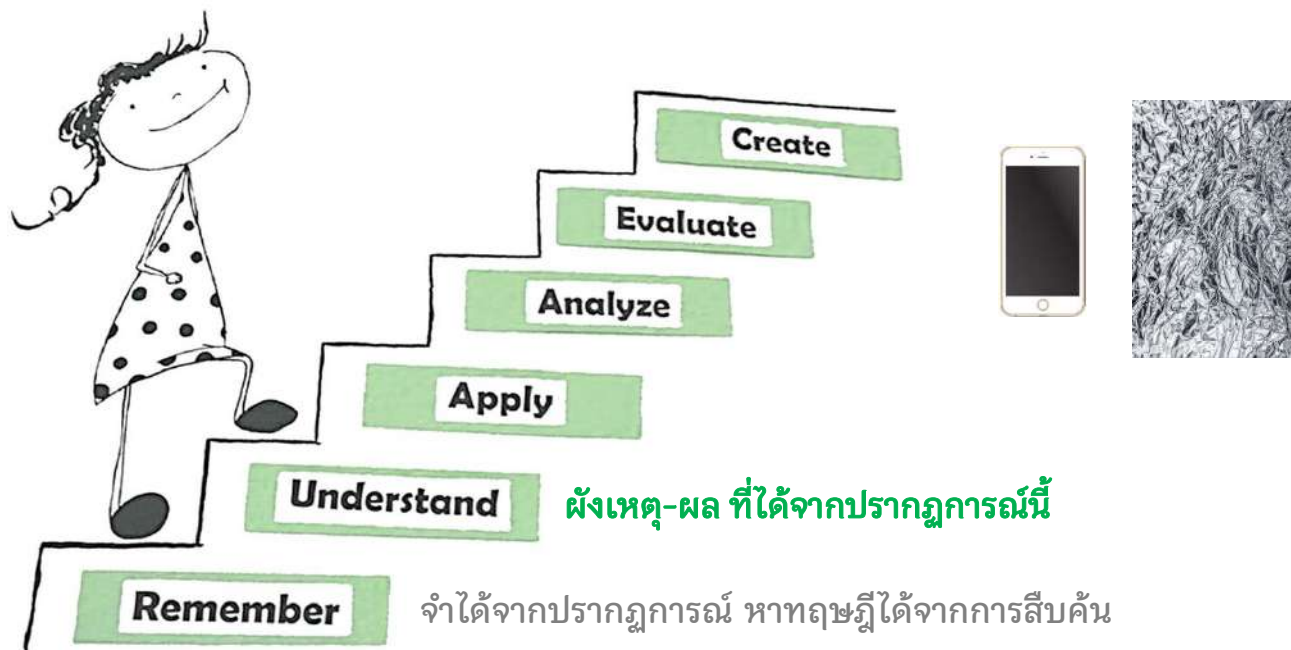 Create
Evaluate
Analyze
Apply
Understand ผังเหตุ-ผล ที่ได้จากปรากฏการณ์นี้
Remember จำได้จากปรากฏการณ์ หาทฤษฎีได้จากการสืบค้น